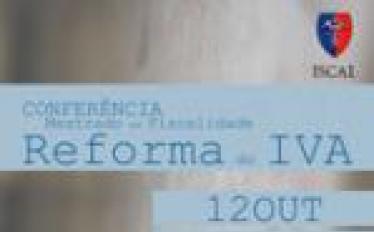 ISCAL
CONFERÊNCIA
Mestrado em Fiscalidade
Reforma do IVA
12OUT